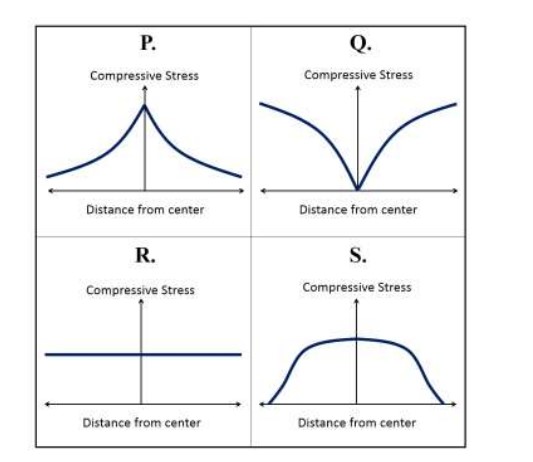 P.
Compressive Stress
Distance from center
Q.
Compressive Stress
Distance from center
R.
Compressive Stress
Distance from center
S.
Compressive Stress
Distance from center